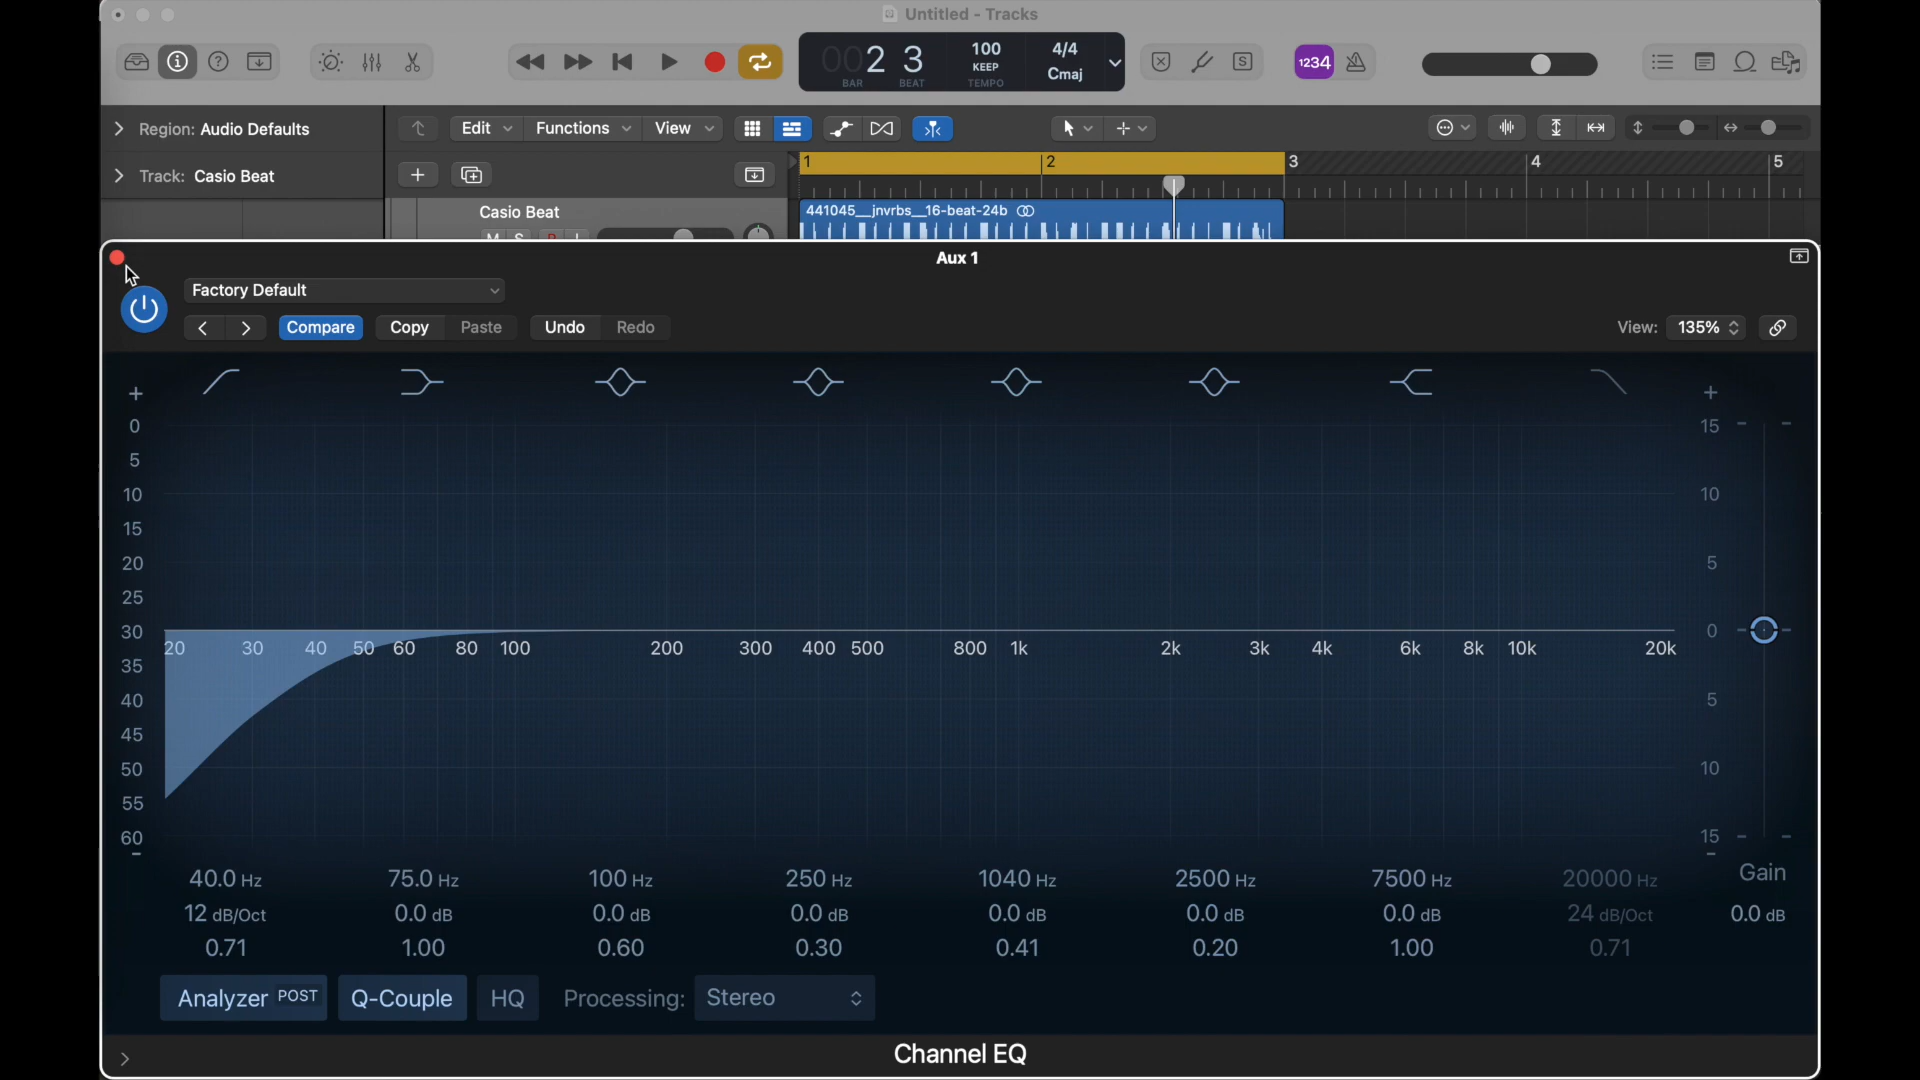 Untitled - Tracks
002 3
BAR BEAT
100
KEEP
TEMPO
4/4
Cmaj
1234
Region: Audio Defaults
Edit
Functions
View
Track: Casio Beat
1 2 3 4 5
Casio Beat
441045__jnvrbs__16-beat-24b
Aux 1
Factory Default
Compare
Copy
Paste
Undo
Redo
View: 135%
+ +
0 15
5
10 10
15
20 5
25
30 0
20 30 40 50 60 80 100 200 300 400 500 800 1k 2k 3k 4k 6k 8k 10k 20k
35
40 5
45
50 10
55
60 15
40.0 Hz 75.0 Hz 100 Hz 250 Hz 1040 Hz 2500 Hz 7500 Hz 20000 Hz Gain
12 dB/Oct 0.0 dB 0.0 dB 0.0 dB 0.0 dB 0.0 dB 0.0 dB 24 dB/Oct 0.0 dB
0.71 1.00 0.60 0.30 0.41 0.20 1.00 0.71
Analyzer POST Q-Couple HQ Processing: Stereo
Channel EQ